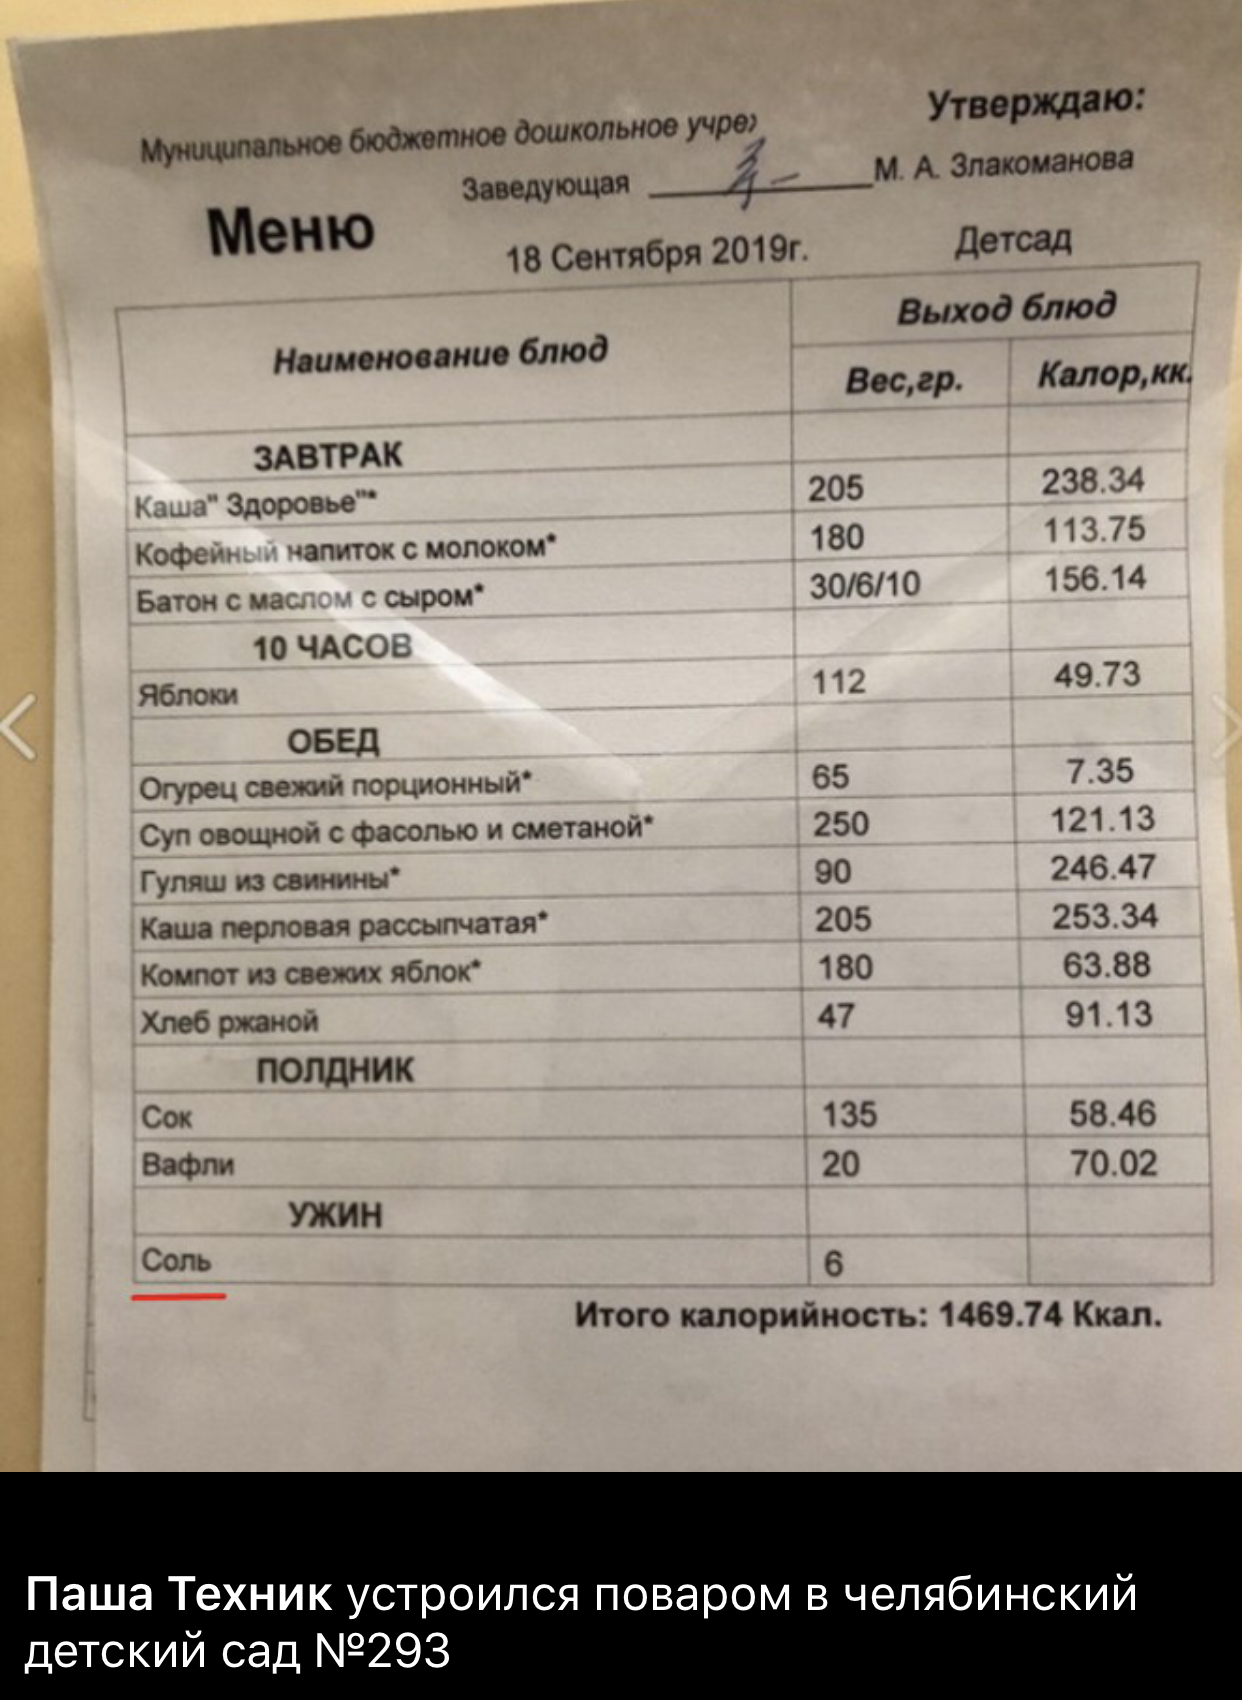 Утверждаю:
Муниципальное бюджетное дошкольное учре
Заведующая М. А. Злакоманова
Меню
18 Сентября 2019г. Детсад
Наименование блюд Выход блюд
Вес,гр. Калор,кк.
ЗАВТРАК
Каша" Здоровье"* 205 238.34
Кофейный напиток с молоком* 180 113.75
Батон с маслом с сыром* 30/6/10 156.14
10 ЧАСОВ
Яблоки 112 49.73
ОБЕД
Огурец свежий порционный* 65 7.35
Суп овощной с фасолью и сметаной* 250 121.13
Гуляш из свинины* 90 246.47
Каша перловая рассыпчатая* 205 253.34
Компот из свежих яблок* 180 63.88
Хлеб ржаной 47 91.13
ПОЛДНИК
Сок 135 58.46
Вафли 20 70.02
УЖИН
Соль 6
Итого калорийность: 1469.74 Ккал.
Паша Техник устроился поваром в челябинский
детский сад №293